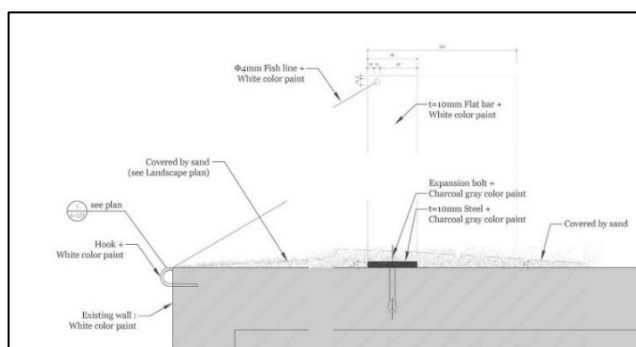 Φ4mm Fish line +
White color paint
t=10mm Flat bar +
White color paint
Covered by sand
(see Landscape plan)
Expansion bolt +
Charcoal gray color paint
see plan
t=10mm Steel +
Charcoal gray color paint
Covered by sand
Hook +
White color paint
Existing wall :
White color paint